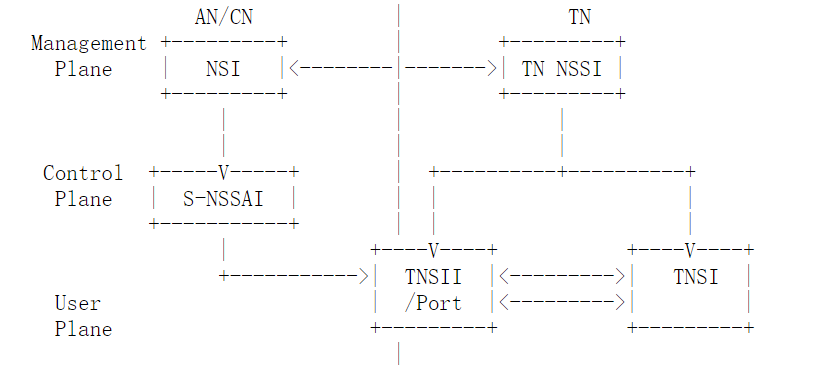 AN/CN TN
Management
Plane NSI TN NSSI
Control
Plane S-NSSAI
TNSII TNSI
User /Port
Plane